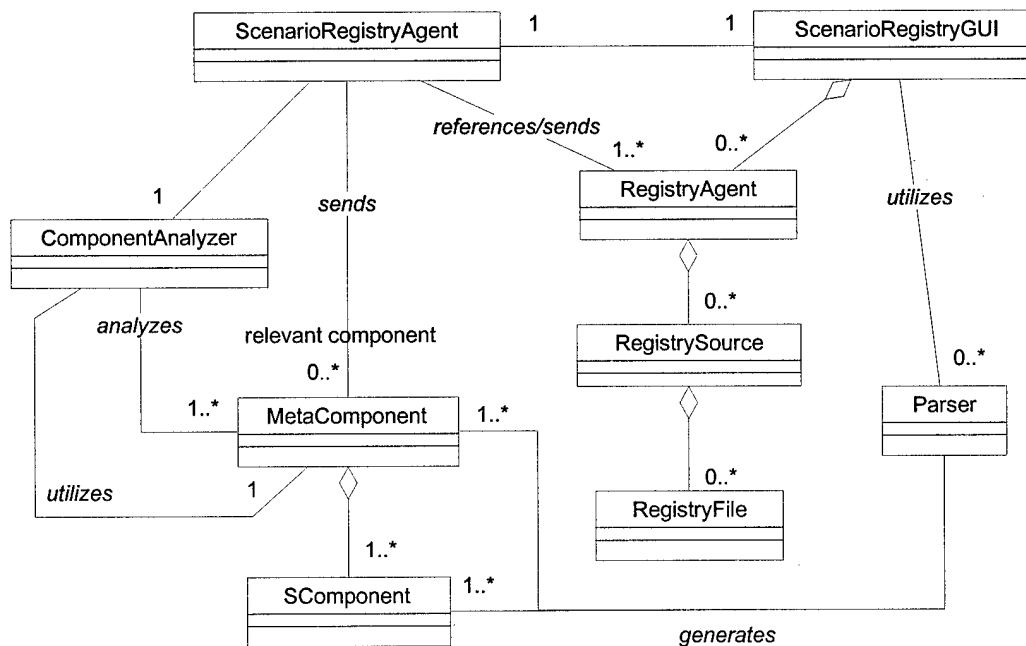 ScenarioRegistryAgent
1
1
ScenarioRegistryGUI
references/sends
1..*
0..*
1
sends
RegistryAgent
utilizes
ComponentAnalyzer
analyzes
0..*
relevant component
RegistrySource
0..*
0..*
1..*
MetaComponent
1..*
Parser
utilizes
1
0..*
RegistryFile
1..*
SComponent
1..*
generates